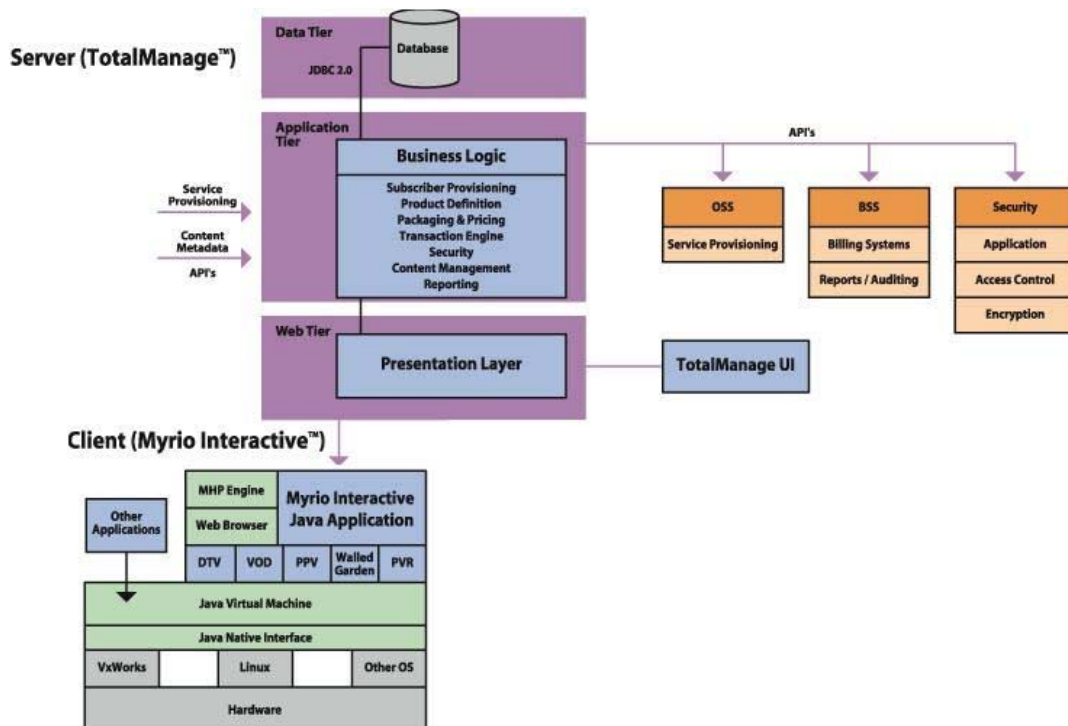 Server (TotalManage™)
Data Tier
Database
JDBC 2.0
Application
Tier
Business Logic
Subscriber Provisioning
Product Definition
Packaging & Pricing
Transaction Engine
Security
Content Management
Reporting
Service
Provisioning
Content
Metadata
API's
API's
OSS
Service Provisioning
BSS
Billing Systems
Reports / Auditing
Security
Application
Access Control
Encryption
Web Tier
Presentation Layer
TotalManage UI
Client (Myrio Interactive™)
Other
Applications
MHP Engine
Web Browser
Myrio Interactive
Java Application
DTV
VOD
PPV
Walled
Garden
PVR
Java Virtual Machine
Java Native Interface
VxWorks
Linux
Other OS
Hardware